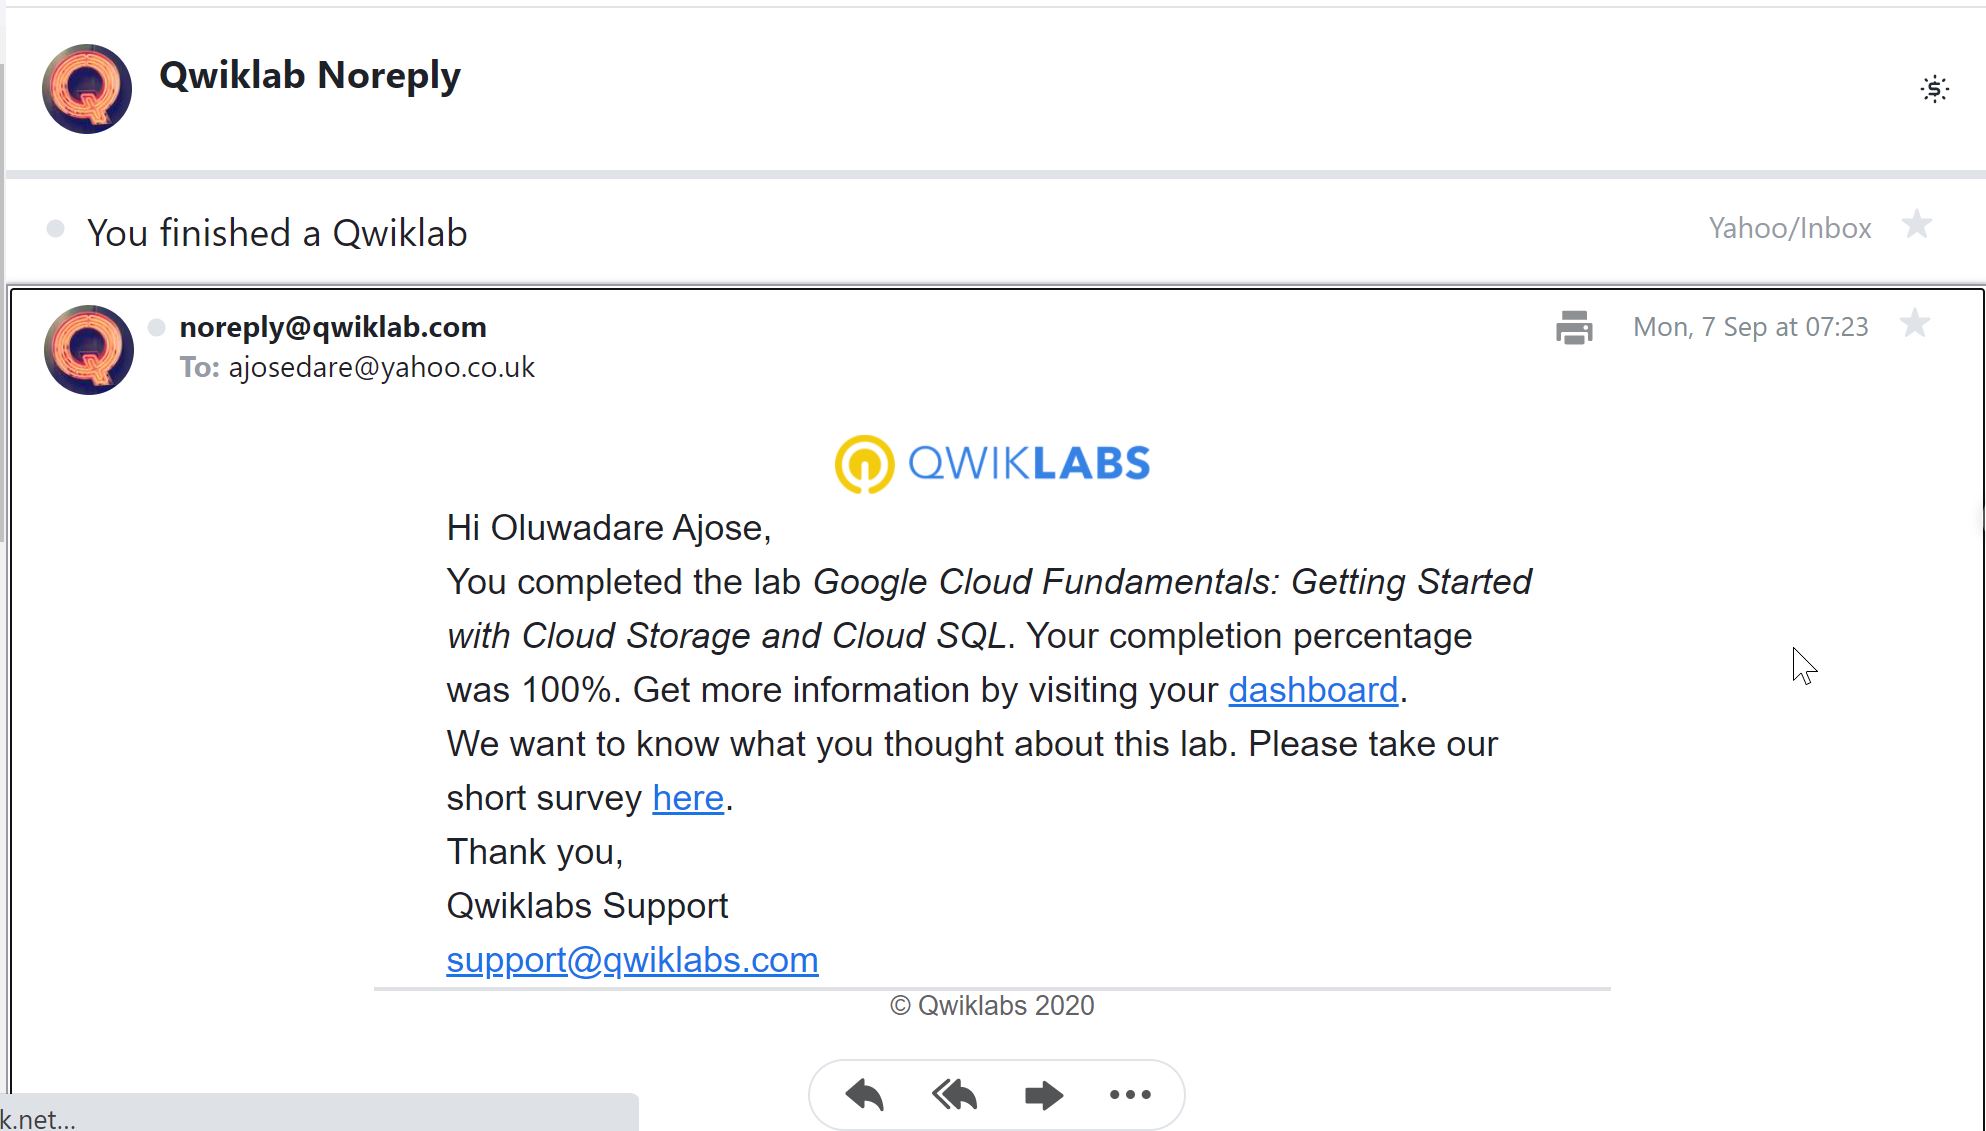 Qwiklab Noreply
You finished a Qwiklab
Yahoo/Inbox
noreply@qwiklab.com
Mon, 7 Sep at 07:23
To: ajosedare@yahoo.co.uk
QWIKLABS
Hi Oluwadare Ajose,
You completed the lab Google Cloud Fundamentals: Getting Started
with Cloud Storage and Cloud SQL. Your completion percentage
was 100%. Get more information by visiting your dashboard.
We want to know what you thought about this lab. Please take our
short survey here.
Thank you,
Qwiklabs Support
support@qwiklabs.com
© Qwiklabs 2020
k.net...